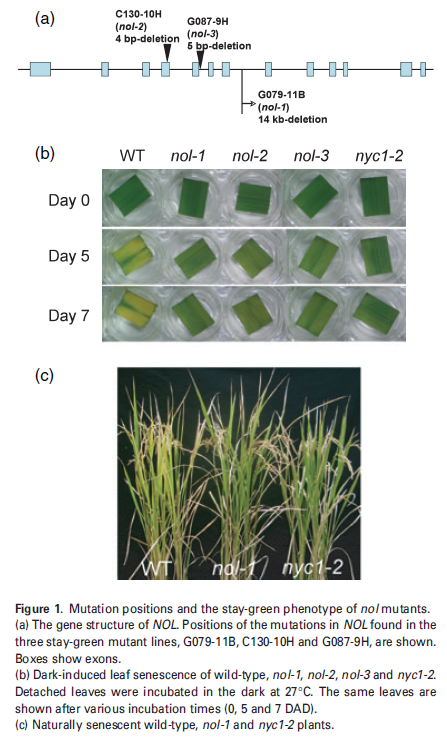 (a)
C130-10H
(nol-2)
4 bp-deletion
G087-9H
(nol-3)
5 bp-deletion
G079-11B
(nol-1)
14 kb-deletion
(b)
WT nol-1 nol-2 nol-3 nyc1-2
Day 0
Day 5
Day 7
(c)
WT nol-1 nyc1-2
Figure 1. Mutation positions and the stay-green phenotype of nol mutants.
(a) The gene structure of NOL. Positions of the mutations in NOL found in the
three stay-green mutant lines, G079-11B, C130-10H and G087-9H, are shown.
Boxes show exons.
(b) Dark-induced leaf senescence of wild-type, nol-1, nol-2, nol-3 and nyc1-2.
Detached leaves were incubated in the dark at 27°C. The same leaves are
shown after various incubation times (0, 5 and 7 DAD).
(c) Naturally senescent wild-type, nol-1 and nyc1-2 plants.